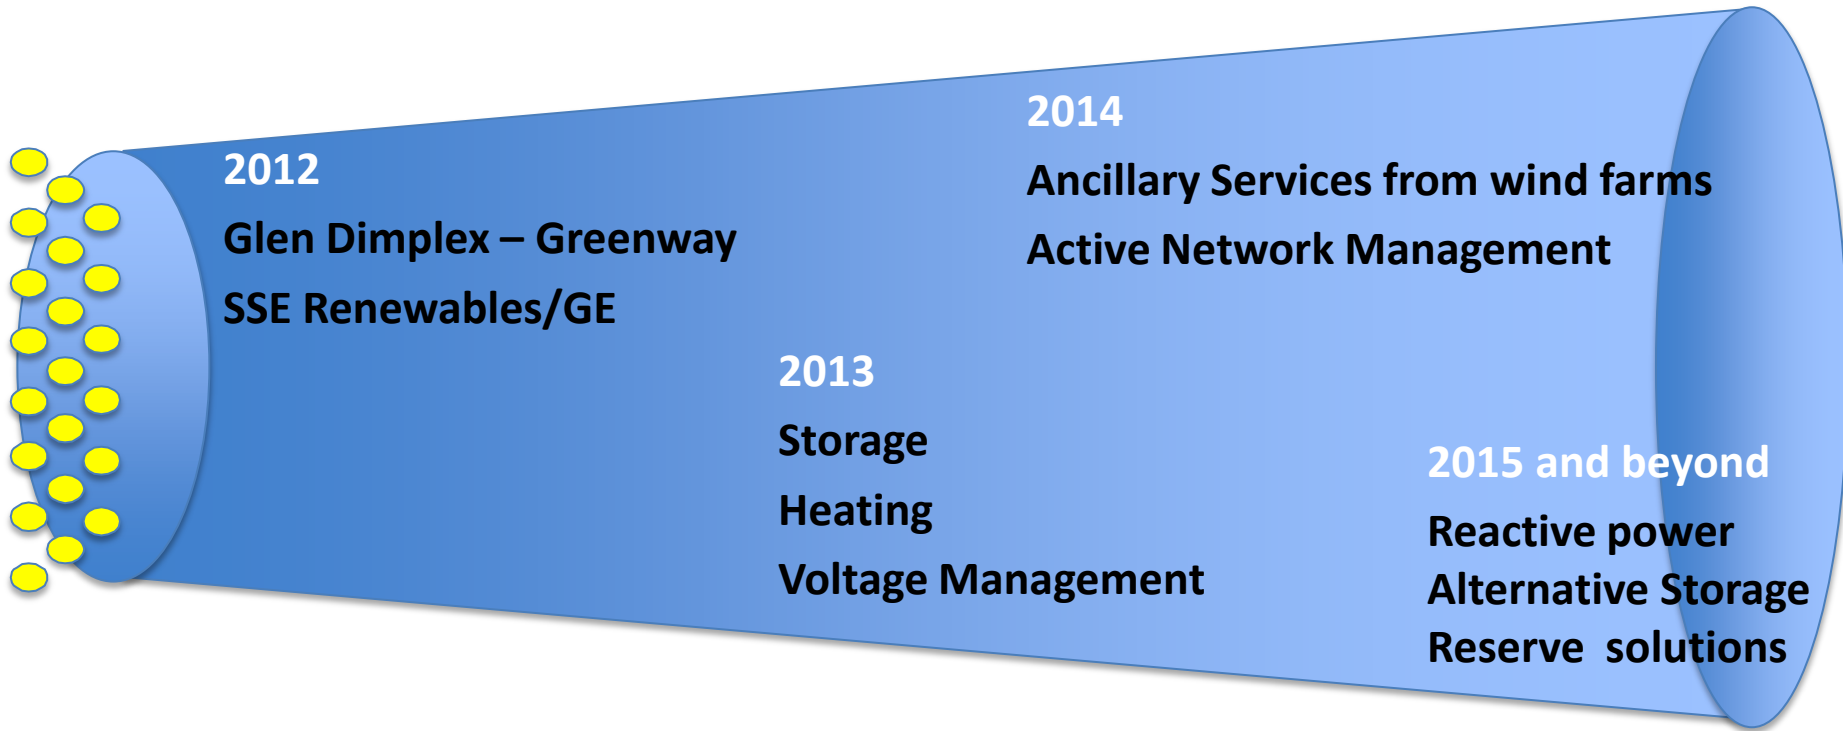 2012
Glen Dimplex – Greenway
SSE Renewables/GE
2013
Storage
Heating
Voltage Management
2014
Ancillary Services from wind farms
Active Network Management
2015 and beyond
Reactive power
Alternative Storage
Reserve  solutions